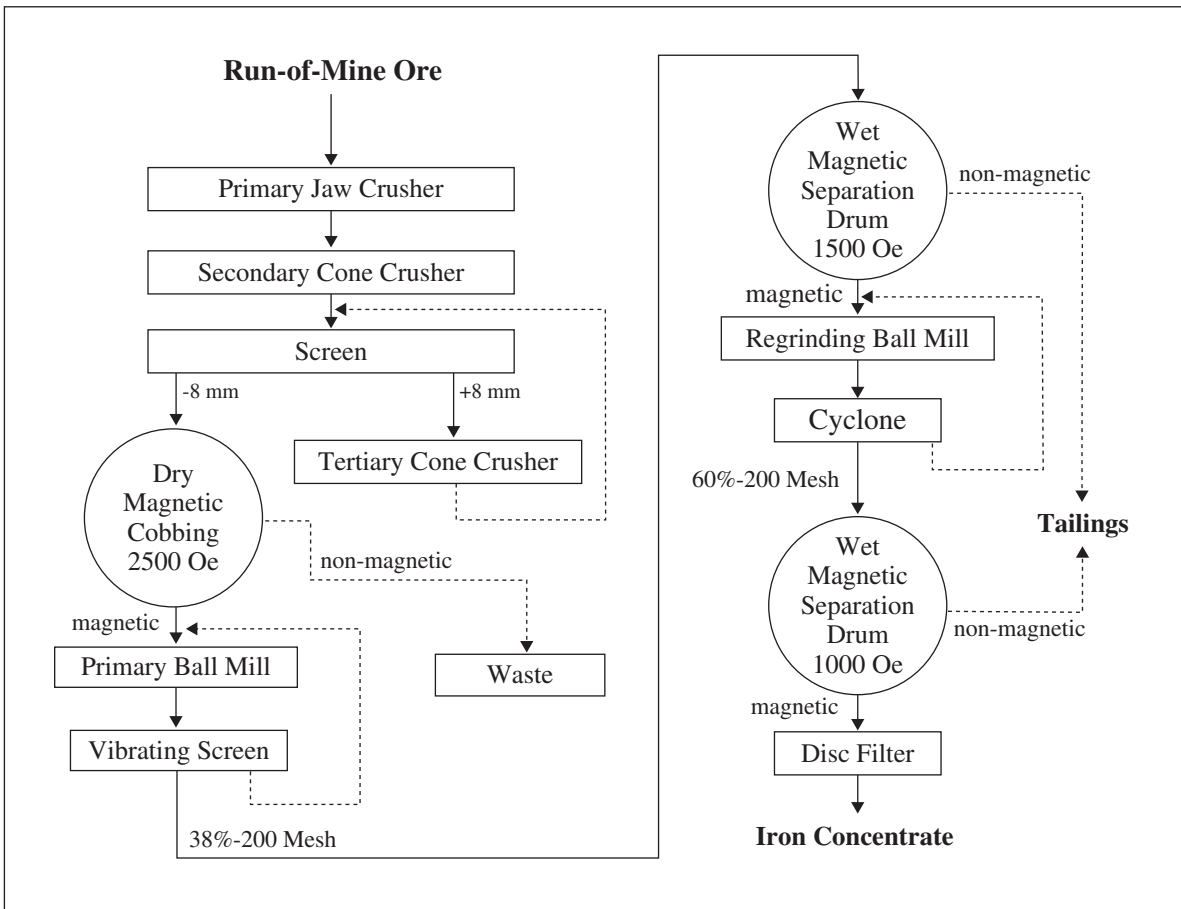 Run-of-Mine Ore
Primary Jaw Crusher
Secondary Cone Crusher
Screen
-8 mm
+8 mm
Tertiary Cone Crusher
Dry
Magnetic
Cobbing
2500 Oe
non-magnetic
magnetic
Primary Ball Mill
Waste
Vibrating Screen
38%-200 Mesh
Wet
Magnetic
Separation
Drum
1500 Oe
non-magnetic
magnetic
Regrinding Ball Mill
Cyclone
60%-200 Mesh
Tailings
Wet
Magnetic
Separation
Drum
1000 Oe
non-magnetic
magnetic
Disc Filter
Iron Concentrate